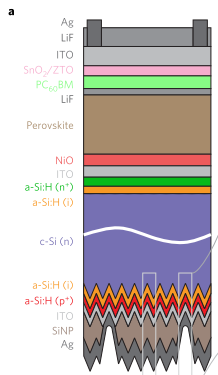 a
Ag
LiF
ITO
SnO₂/ZTO
PC₆₀BM
LiF
Perovskite
NiO
ITO
a-Si:H (n⁺)
a-Si:H (i)
c-Si (n)
a-Si:H (i)
a-Si:H (p⁺)
ITO
SiNP
Ag